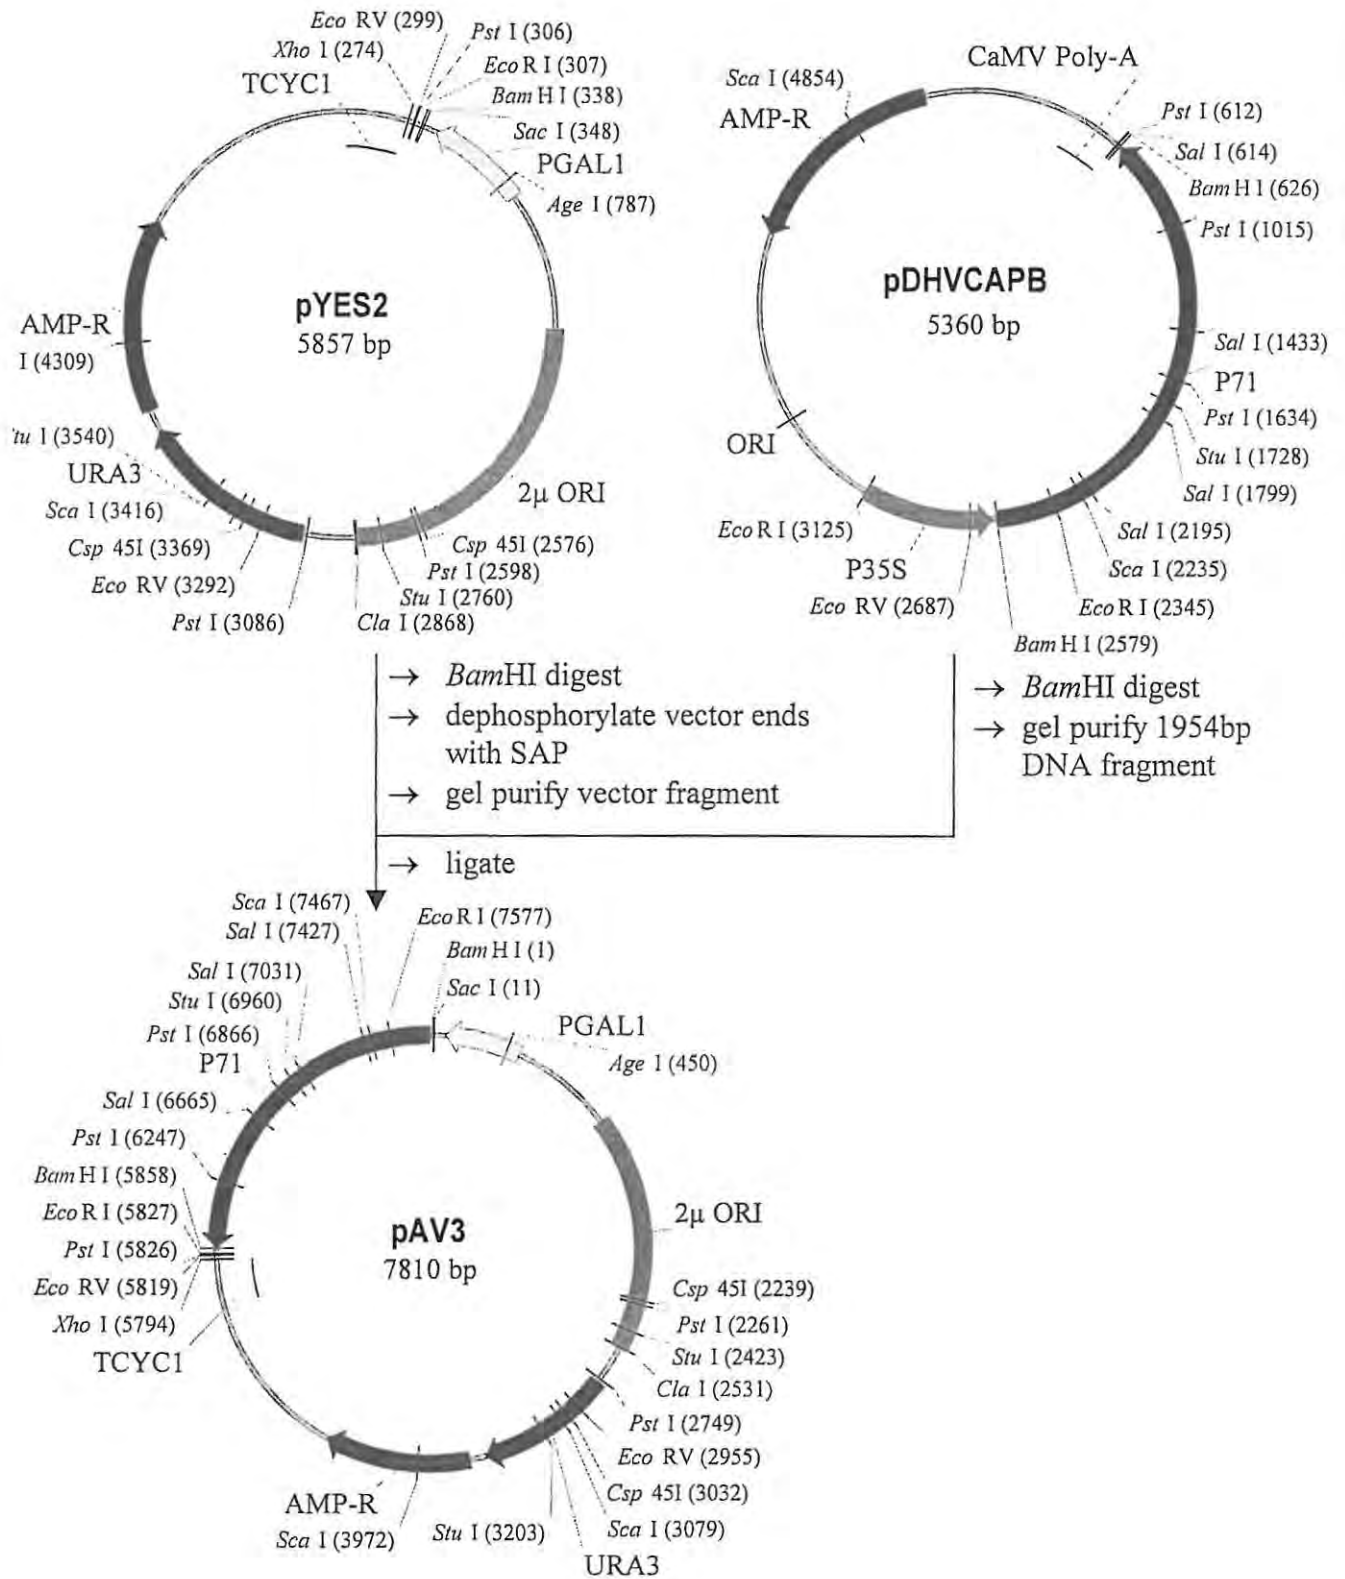 Eco RV (299)
Pst I (306)
Xho I (274)
EcoR I (307)
TCYC1
Bam H I (338)
Sac I (348)
PGAL1
Age I (787)
pYES2
5857 bp
AMP-R
I (4309)
tu I (3540)
URA3
Sca I (3416)
Csp 45I (3369)
Eco RV (3292)
Pst I (3086)
2μ ORI
Csp 45I (2576)
Pst I (2598)
Stu I (2760)
Cla I (2868)
CaMV Poly-A
Sca I (4854)
AMP-R
Pst I (612)
Sal I (614)
Bam H I (626)
Pst I (1015)
pDHVCAPB
5360 bp
Sal I (1433)
P71
Pst I (1634)
Stu I (1728)
Sal I (1799)
ORI
Sal I (2195)
Eco R I (3125)
Sca I (2235)
P35S
Eco RV (2687)
Eco R I (2345)
Bam H I (2579)
→ BamHI digest
→ dephosphorylate vector ends
with SAP
→ gel purify vector fragment
→ BamHI digest
→ gel purify 1954bp
DNA fragment
→ ligate
Sca I (7467)
Eco R I (7577)
Sal I (7427)
Bam H I (1)
Sal I (7031)
Sac I (11)
Stu I (6960)
PGAL1
Pst I (6866)
P71
Age I (450)
Sal I (6665)
Pst I (6247)
Bam H I (5858)
Eco R I (5827)
Pst I (5826)
Eco RV (5819)
Xho I (5794)
TCYC1
pAV3
7810 bp
2μ ORI
Csp 45I (2239)
Pst I (2261)
Stu I (2423)
Cla I (2531)
Pst I (2749)
Eco RV (2955)
Csp 45I (3032)
AMP-R
Sca I (3972)
Stu I (3203)
Sca I (3079)
URA3